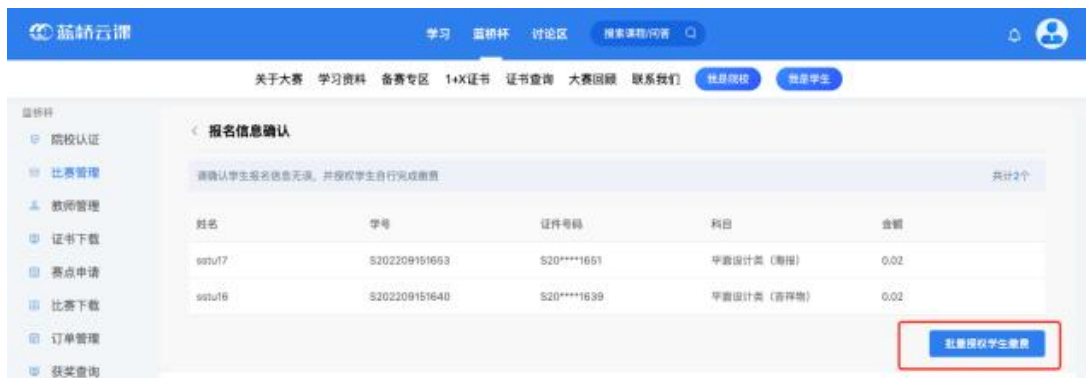 蓝桥云课
学习 蓝桥杯 讨论区 搜索课程/问答
关于大赛 学习资料 备赛专区 1+X证书 证书查询 大赛回顾 联系我们 我是院校 我是学生
蓝桥杯
院校认证
比赛管理
教师管理
证书下载
赛点申请
比赛下载
订单管理
获奖查询
< 报名信息确认
请确认学生报名信息无误，并授权学生自行完成缴费 共计2个
姓名 学号 证件号码 科目 金额
sstu17 S202209151653 S20****1651 平面设计类（海报） 0.02
sstu16 S202209151640 S20****1639 平面设计类（吉祥物） 0.02
批量授权学生缴费